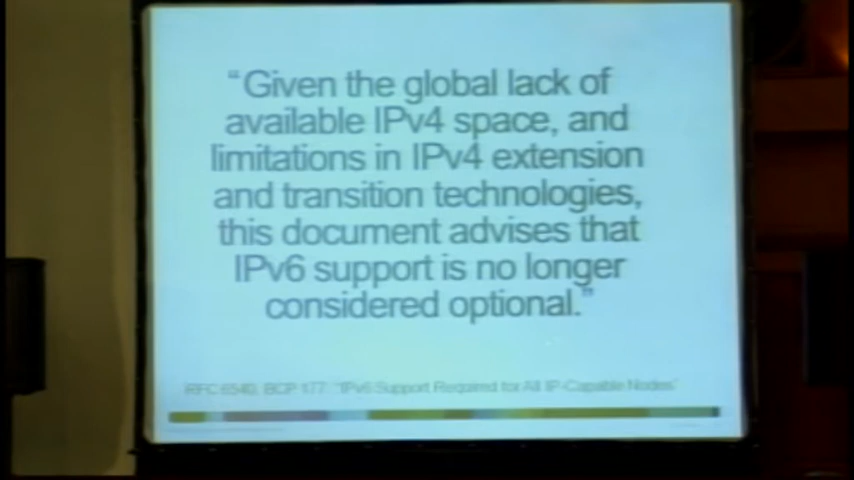 “Given the global lack of
available IPv4 space, and
limitations in IPv4 extension
and transition technologies,
this document advises that
IPv6 support is no longer
considered optional.”
RFC 6540, BCP 177: “IPv6 Support Required for All IP-Capable Nodes”